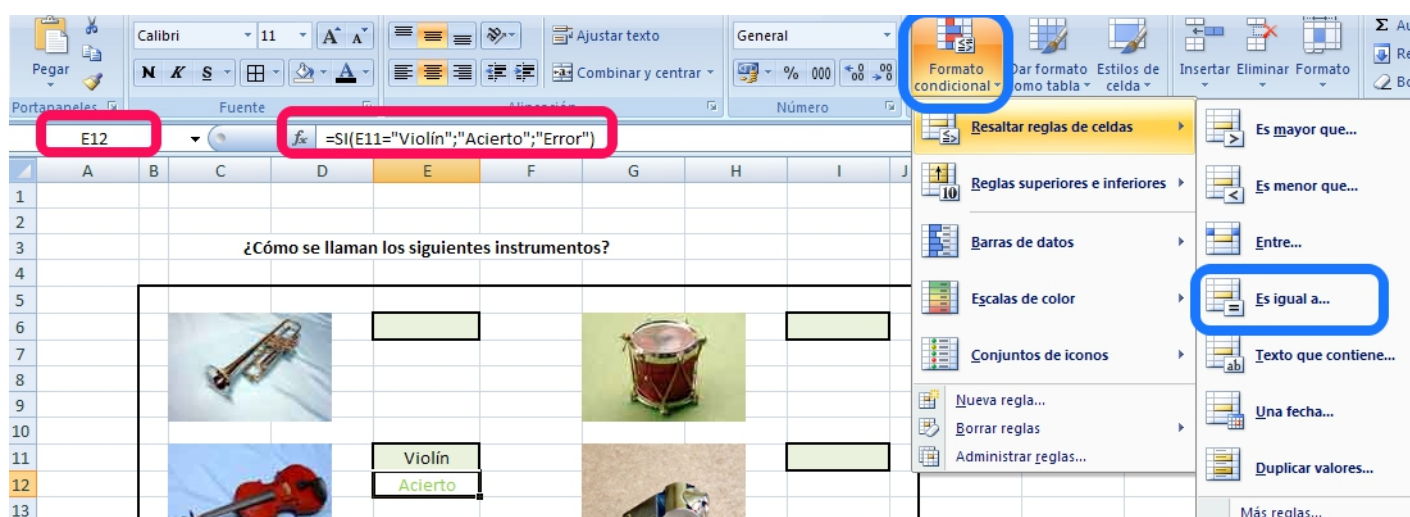 Calibri 11 A A Ajustar texto General Σ Au
Pegar N K S A Combinar y centrar % 000 Formato condicional Dar formato como tabla Estilos de celda Insertar Eliminar Formato Re
Portapapeles Fuente Alineación Número Bo
E12 fx =SI(E11="Violín";"Acierto";"Error")
A B C D E F G H I J
1
2
3 ¿Cómo se llaman los siguientes instrumentos?
4
5
6
7
8
9
10
11 Violín
12 Acierto
13
Resaltar reglas de celdas
Reglas superiores e inferiores
Barras de datos
Escalas de color
Conjuntos de iconos
Nueva regla...
Borrar reglas
Administrar reglas...
Es mayor que...
Es menor que...
Entre...
Es igual a...
Texto que contiene...
Una fecha...
Duplicar valores...
Más reglas...